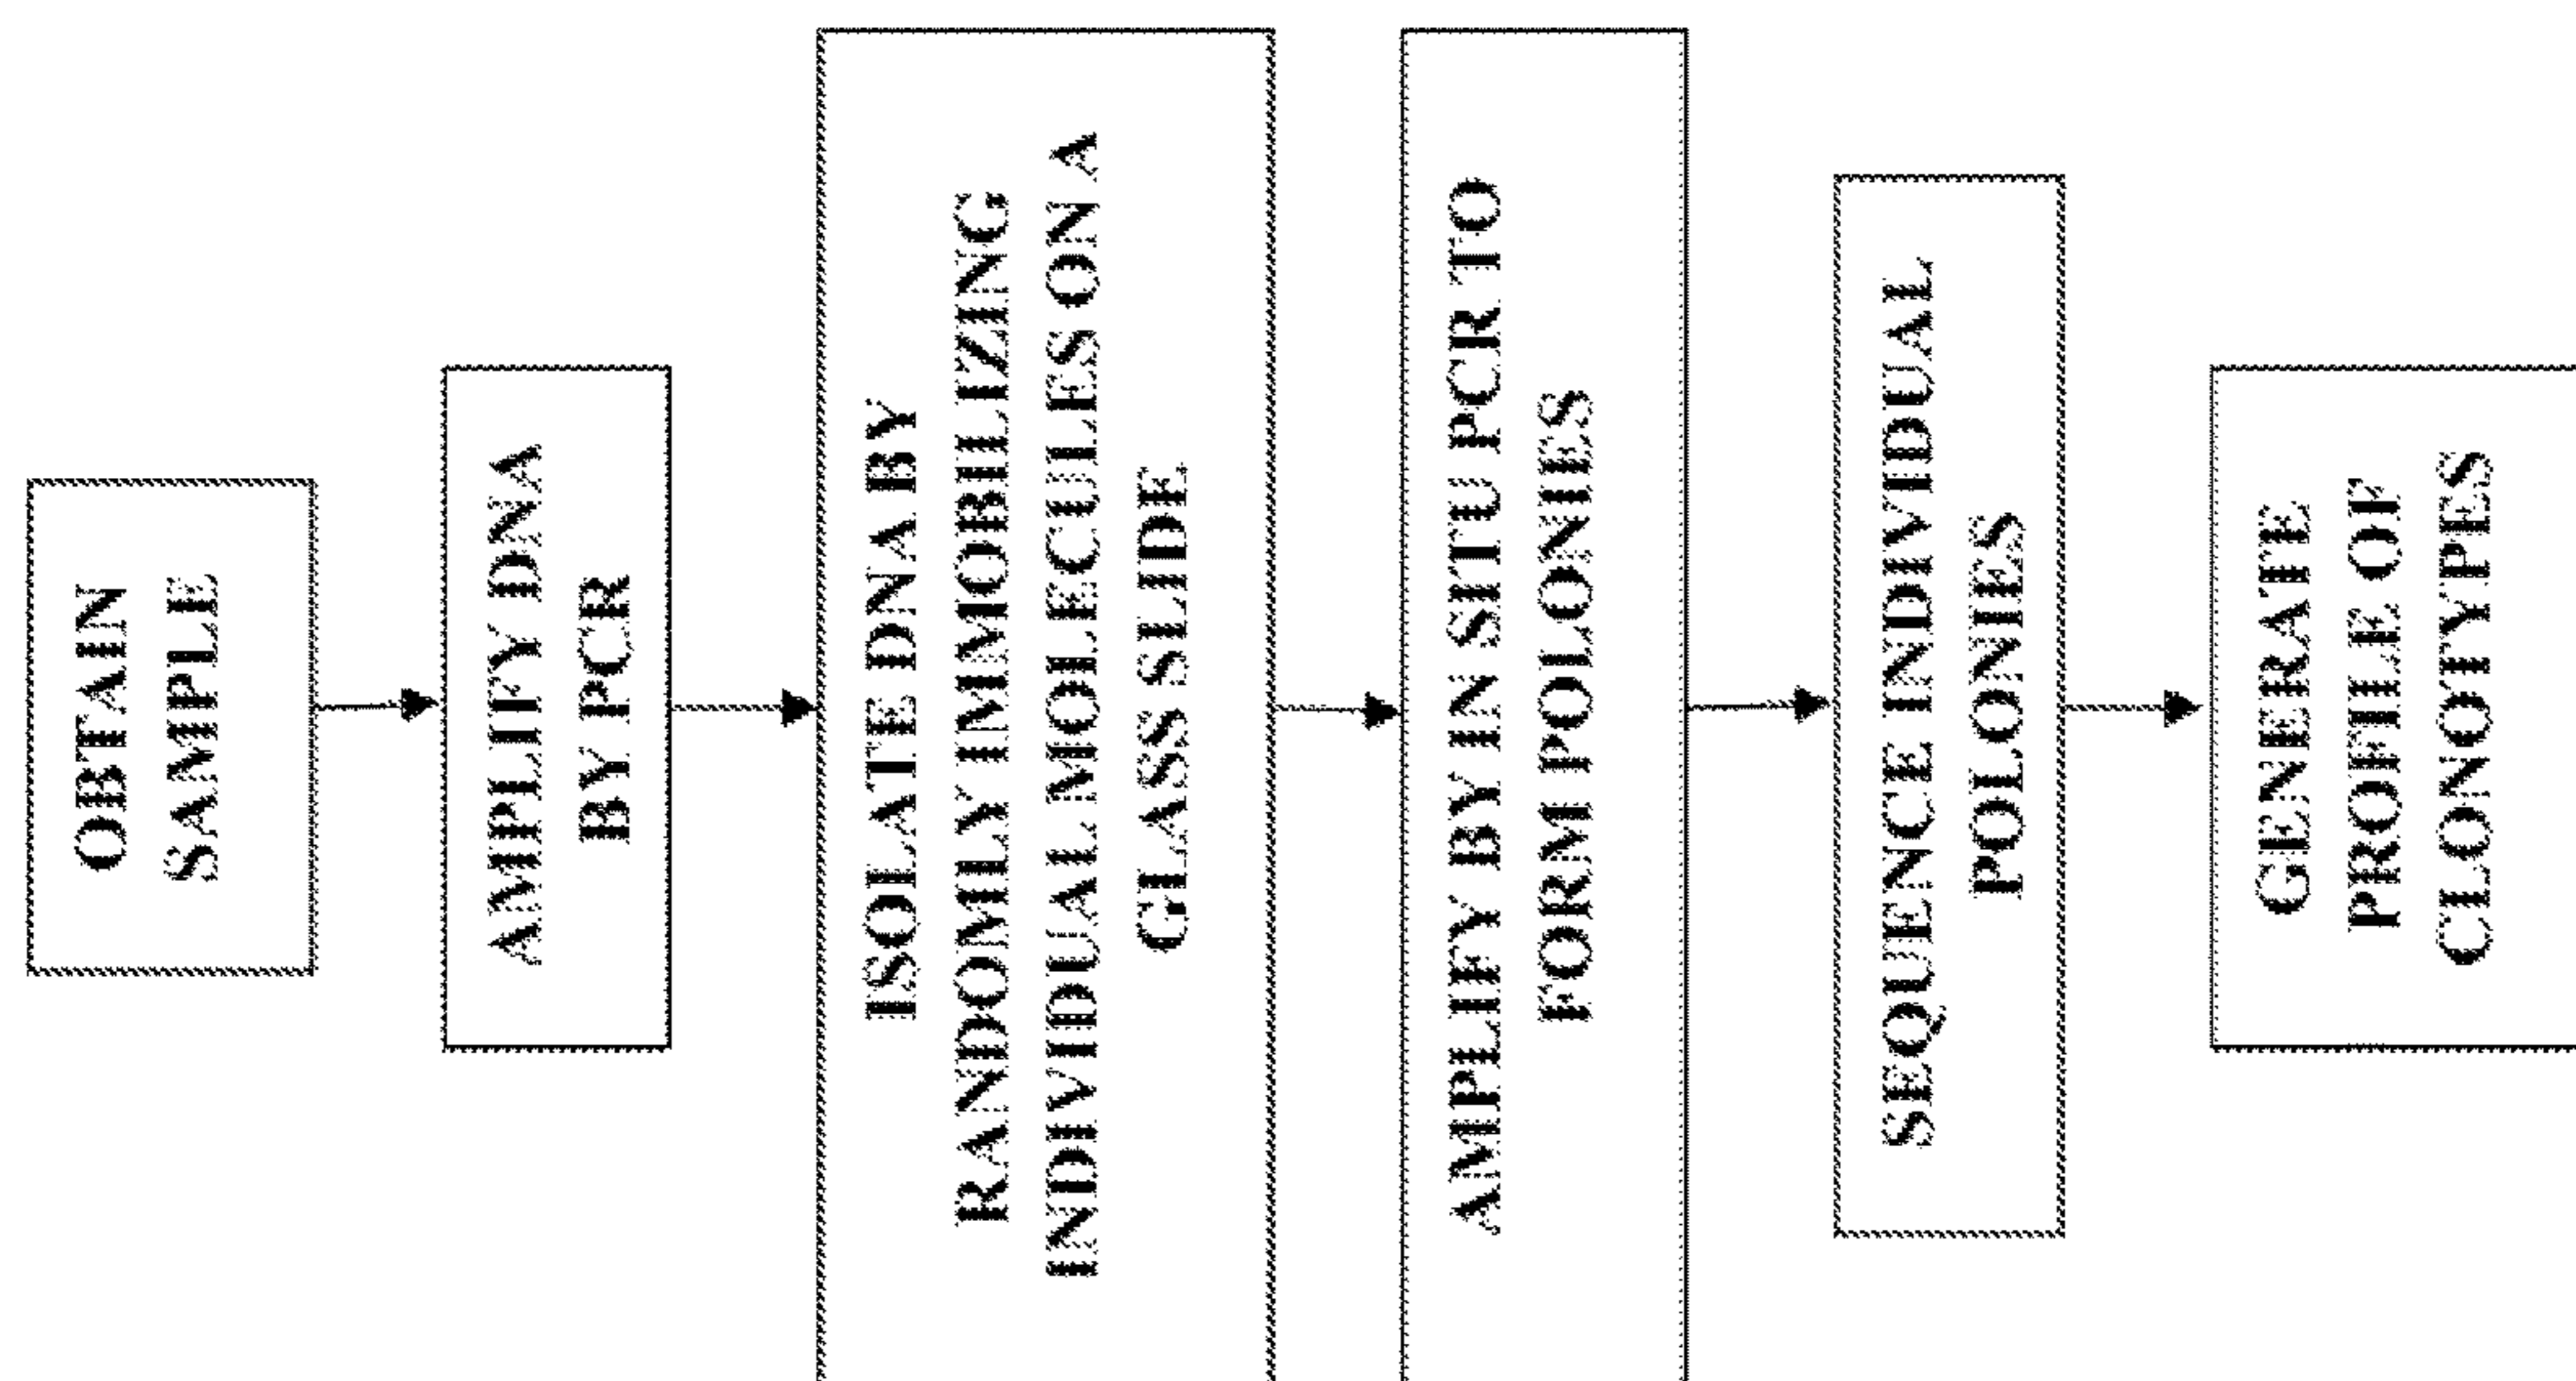 OBTAIN
SAMPLE
AMPLIFY DNA
BY PCR
ISOLATE DNA BY
RANDOMLY IMMOBILIZING
INDIVIDUAL MOLECULES ON A
GLASS SLIDE
AMPLIFY BY IN SITU PCR TO
FORM POLONIES
SEQUENCE INDIVIDUAL
POLONIES
GENERATE
PROFILE OF
CLONOTYPES